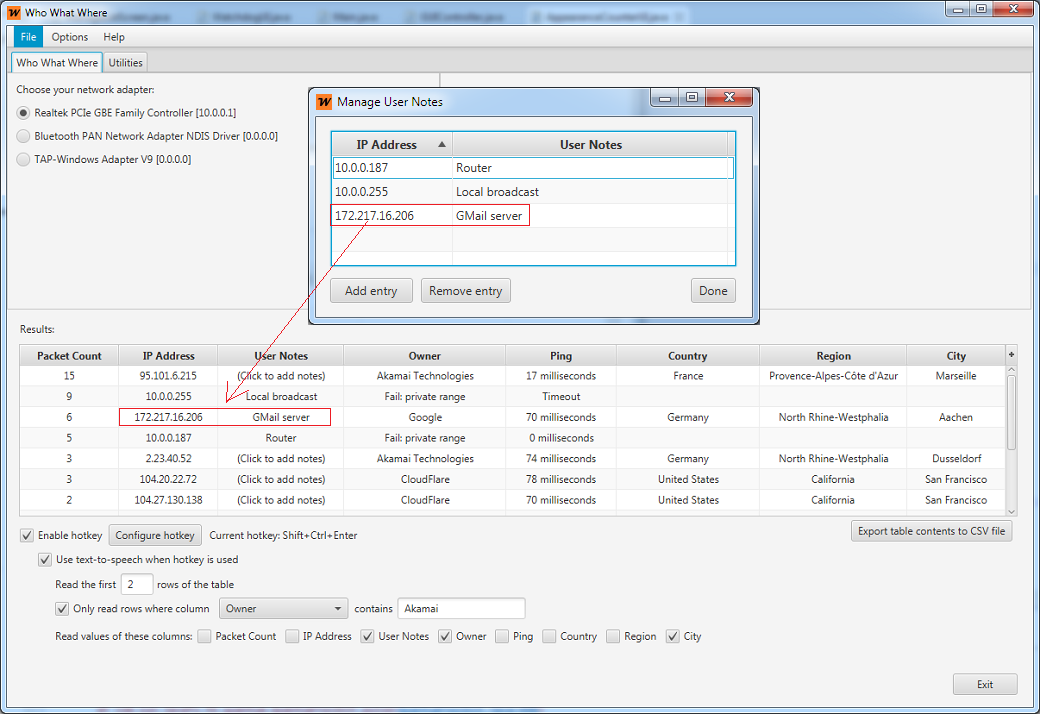 Who What Where
File Options Help
Who What Where Utilities
Choose your network adapter:
Realtek PCIe GBE Family Controller [10.0.0.1]
Bluetooth PAN Network Adapter NDIS Driver [0.0.0.0]
TAP-Windows Adapter V9 [0.0.0.0]
Manage User Notes
IP Address User Notes
10.0.0.187 Router
10.0.0.255 Local broadcast
172.217.16.206 GMail server
Add entry Remove entry Done
Results:
Packet Count IP Address User Notes Owner Ping Country Region City +
15 95.101.6.215 (Click to add notes) Akamai Technologies 17 milliseconds France Provence-Alpes-Côte d'Azur Marseille
9 10.0.0.255 Local broadcast Fail: private range Timeout
6 172.217.16.206 GMail server Google 70 milliseconds Germany North Rhine-Westphalia Aachen
5 10.0.0.187 Router Fail: private range 0 milliseconds
3 2.23.40.52 (Click to add notes) Akamai Technologies 74 milliseconds Germany North Rhine-Westphalia Dusseldorf
3 104.20.22.72 (Click to add notes) CloudFlare 78 milliseconds United States California San Francisco
2 104.27.130.138 (Click to add notes) CloudFlare 70 milliseconds United States California San Francisco
Enable hotkey Configure hotkey Current hotkey: Shift+Ctrl+Enter Export table contents to CSV file
Use text-to-speech when hotkey is used
Read the first 2 rows of the table
Only read rows where column Owner contains Akamai
Read values of these columns: Packet Count IP Address User Notes Owner Ping Country Region City
Exit